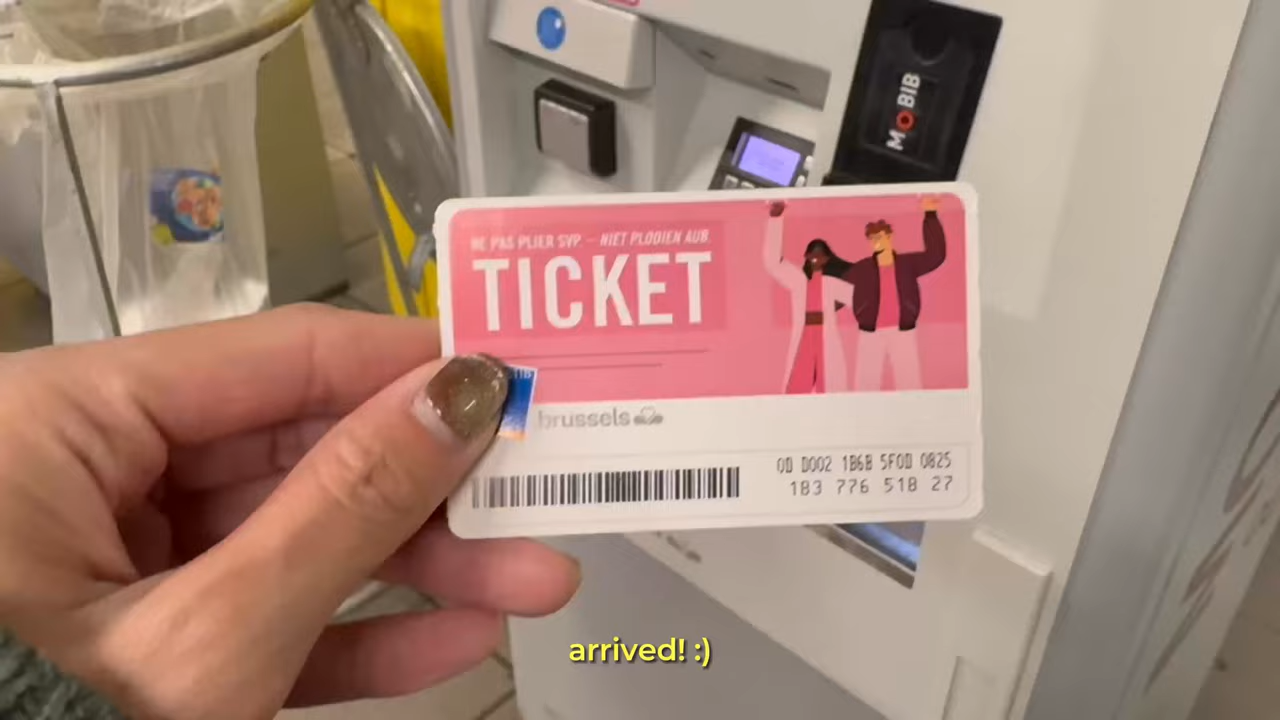 MOBIB
NE PAS PLIER SVP. – NIET PLOOIEN AUB.
TICKET
brussels
0D D002 1B6B 5F0D 0825
183 776 518 27
arrived! :)